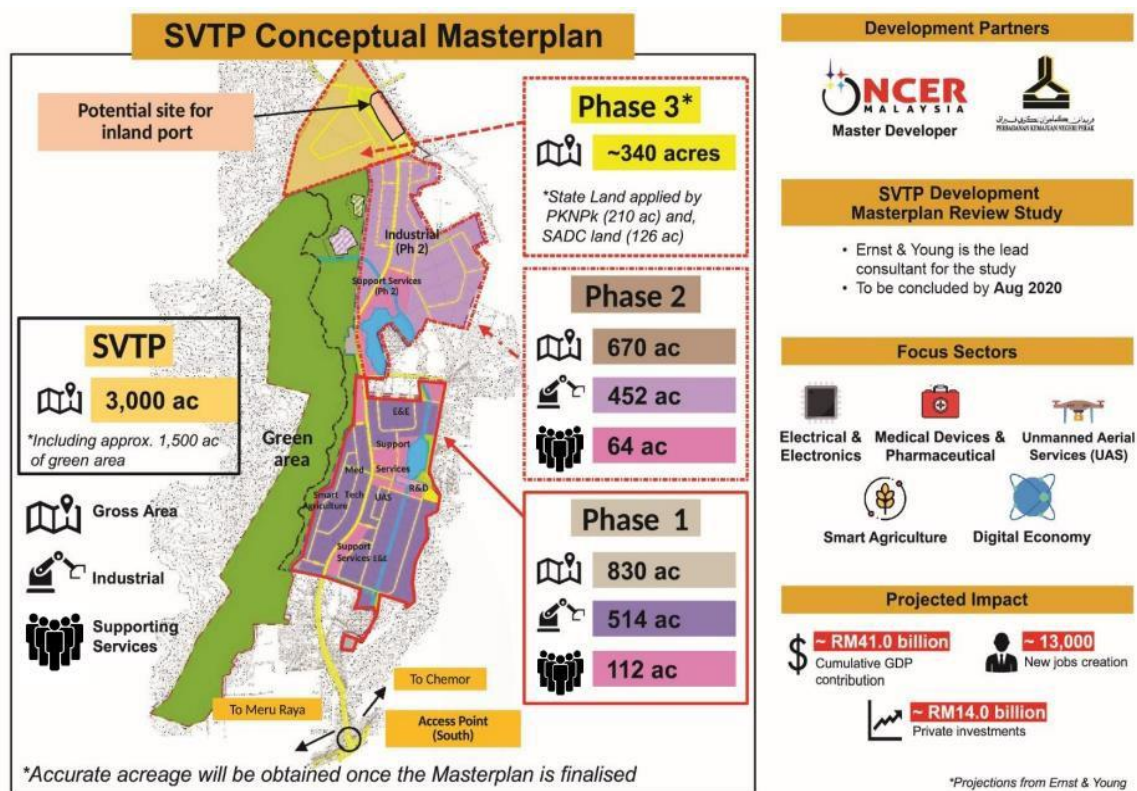 SVTP Conceptual Masterplan
Potential site for
inland port
Phase 3*
~340 acres
*State Land applied by
PKNPk (210 ac) and,
SADC land (126 ac)
Industrial
(Ph 2)
Support Services
(Ph 2)
Phase 2
670 ac
452 ac
64 ac
SVTP
3,000 ac
*Including approx. 1,500 ac
of green area
Green
area
E&E
Support
Services
Med
Tech
R&D
Smart
Agriculture
UAS
Support
Services
E&E
Phase 1
830 ac
514 ac
112 ac
Gross Area
Industrial
Supporting
Services
To Chemor
To Meru Raya
Access Point
(South)
*Accurate acreage will be obtained once the Masterplan is finalised
Development Partners
NCER
MALAYSIA
Master Developer
PERBADANAN KEMAJUAN NEGERI PERAK
SVTP Development
Masterplan Review Study
• Ernst & Young is the lead
consultant for the study
• To be concluded by Aug 2020
Focus Sectors
Electrical &
Electronics
Medical Devices &
Pharmaceutical
Unmanned Aerial
Services (UAS)
Smart Agriculture
Digital Economy
Projected Impact
$ ~ RM41.0 billion
Cumulative GDP
contribution
~ 13,000
New jobs creation
~ RM14.0 billion
Private investments
*Projections from Ernst & Young